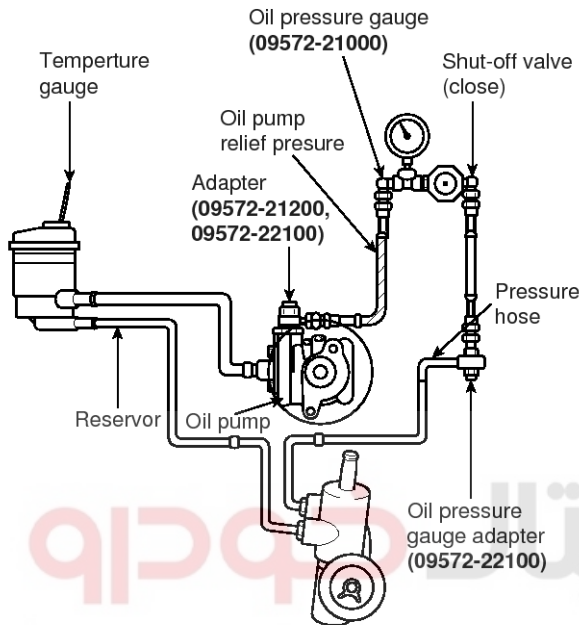 Oil pressure gauge
(09572-21000)
Temperture
gauge
Shut-off valve
(close)
Oil pump
relief presure
Adapter
(09572-21200,
09572-22100)
Pressure
hose
Reservor
Oil pump
Oil pressure
gauge adapter
(09572-22100)